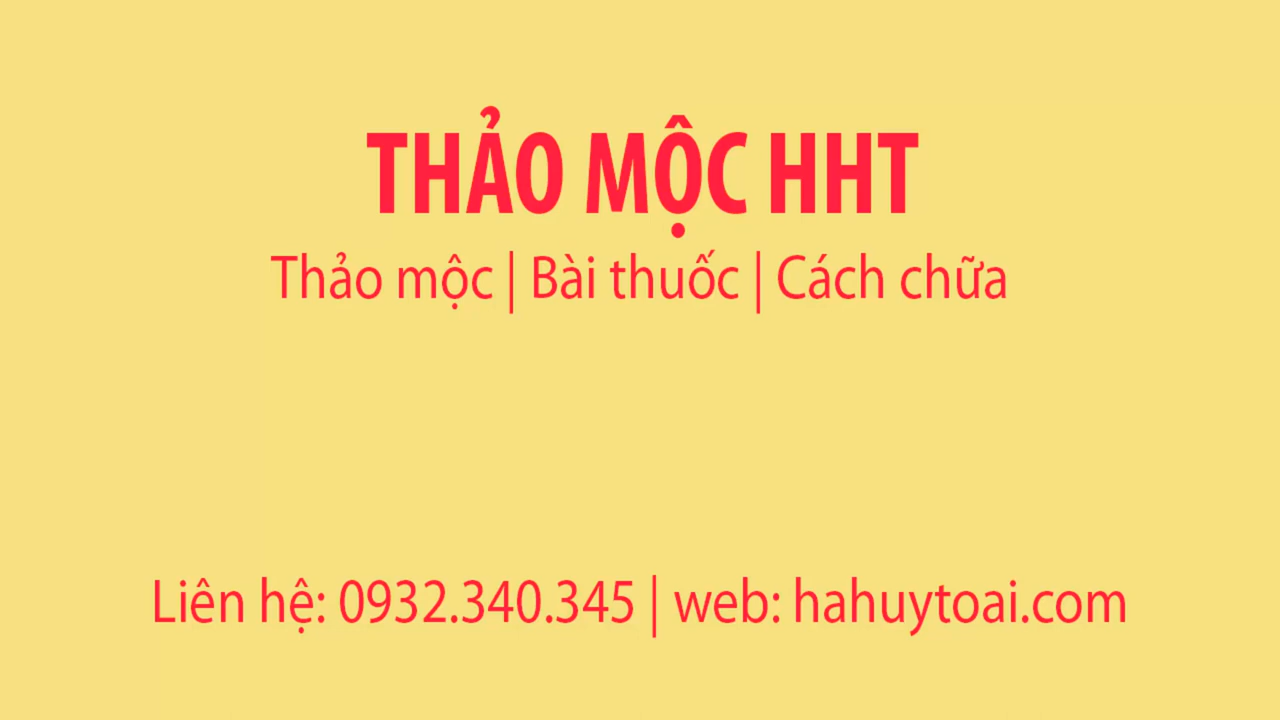 THẢO MỘC HHT
Thảo mộc | Bài thuốc | Cách chữa
Liên hệ: 0932.340.345 | web: hahuytoai.com